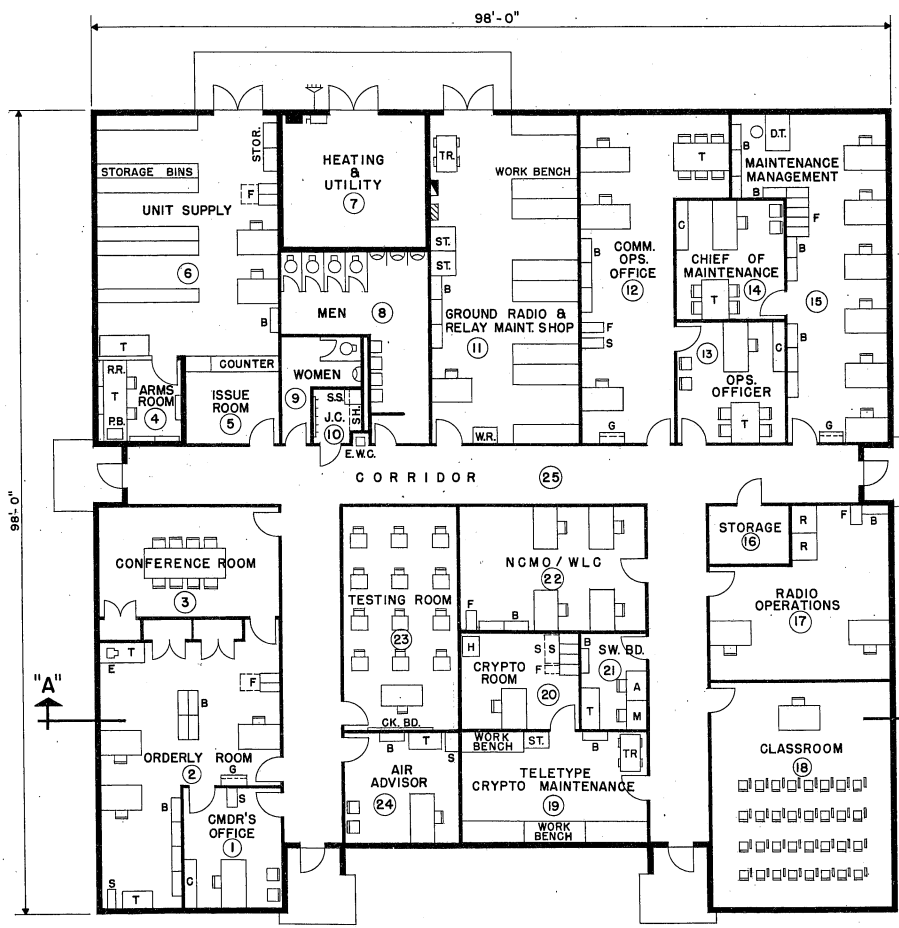 98'-0"
98'-0"
STORAGE BINS
STOR.
F
UNIT SUPPLY
6
B
T
COUNTER
R.R.
T
P.B.
ARMS
ROOM
4
ISSUE
ROOM
5
HEATING
&
UTILITY
7
MEN
8
WOMEN
9
S.S.
J.C.
SH.
10
E.W.C.
TR.
WORK BENCH
ST.
ST.
B
GROUND RADIO &
RELAY MAINT. SHOP
11
W.R.
T
COMM.
OPS.
OFFICE
12
B
F
S
G
B
D.T.
MAINTENANCE
MANAGEMENT
B
F
C
CHIEF OF
MAINTENANCE
14
T
B
15
13
C
B
OPS.
OFFICER
T
G
CORRIDOR
25
CONFERENCE ROOM
3
T
E
F
B
"A"
ORDERLY ROOM
2
G
B
S
CMDR'S
OFFICE
1
C
S
T
TESTING ROOM
23
CK. BD.
B
T
S
AIR
ADVISOR
24
NCMO/WLC
22
F
B
H
CRYPTO
ROOM
S
S
F
20
B
SW. BD.
21
A
T
M
WORK
BENCH
ST.
B
TR
TELETYPE
CRYPTO MAINTENANCE
19
WORK
BENCH
STORAGE
16
R
R
F
B
RADIO
OPERATIONS
17
CLASSROOM
18